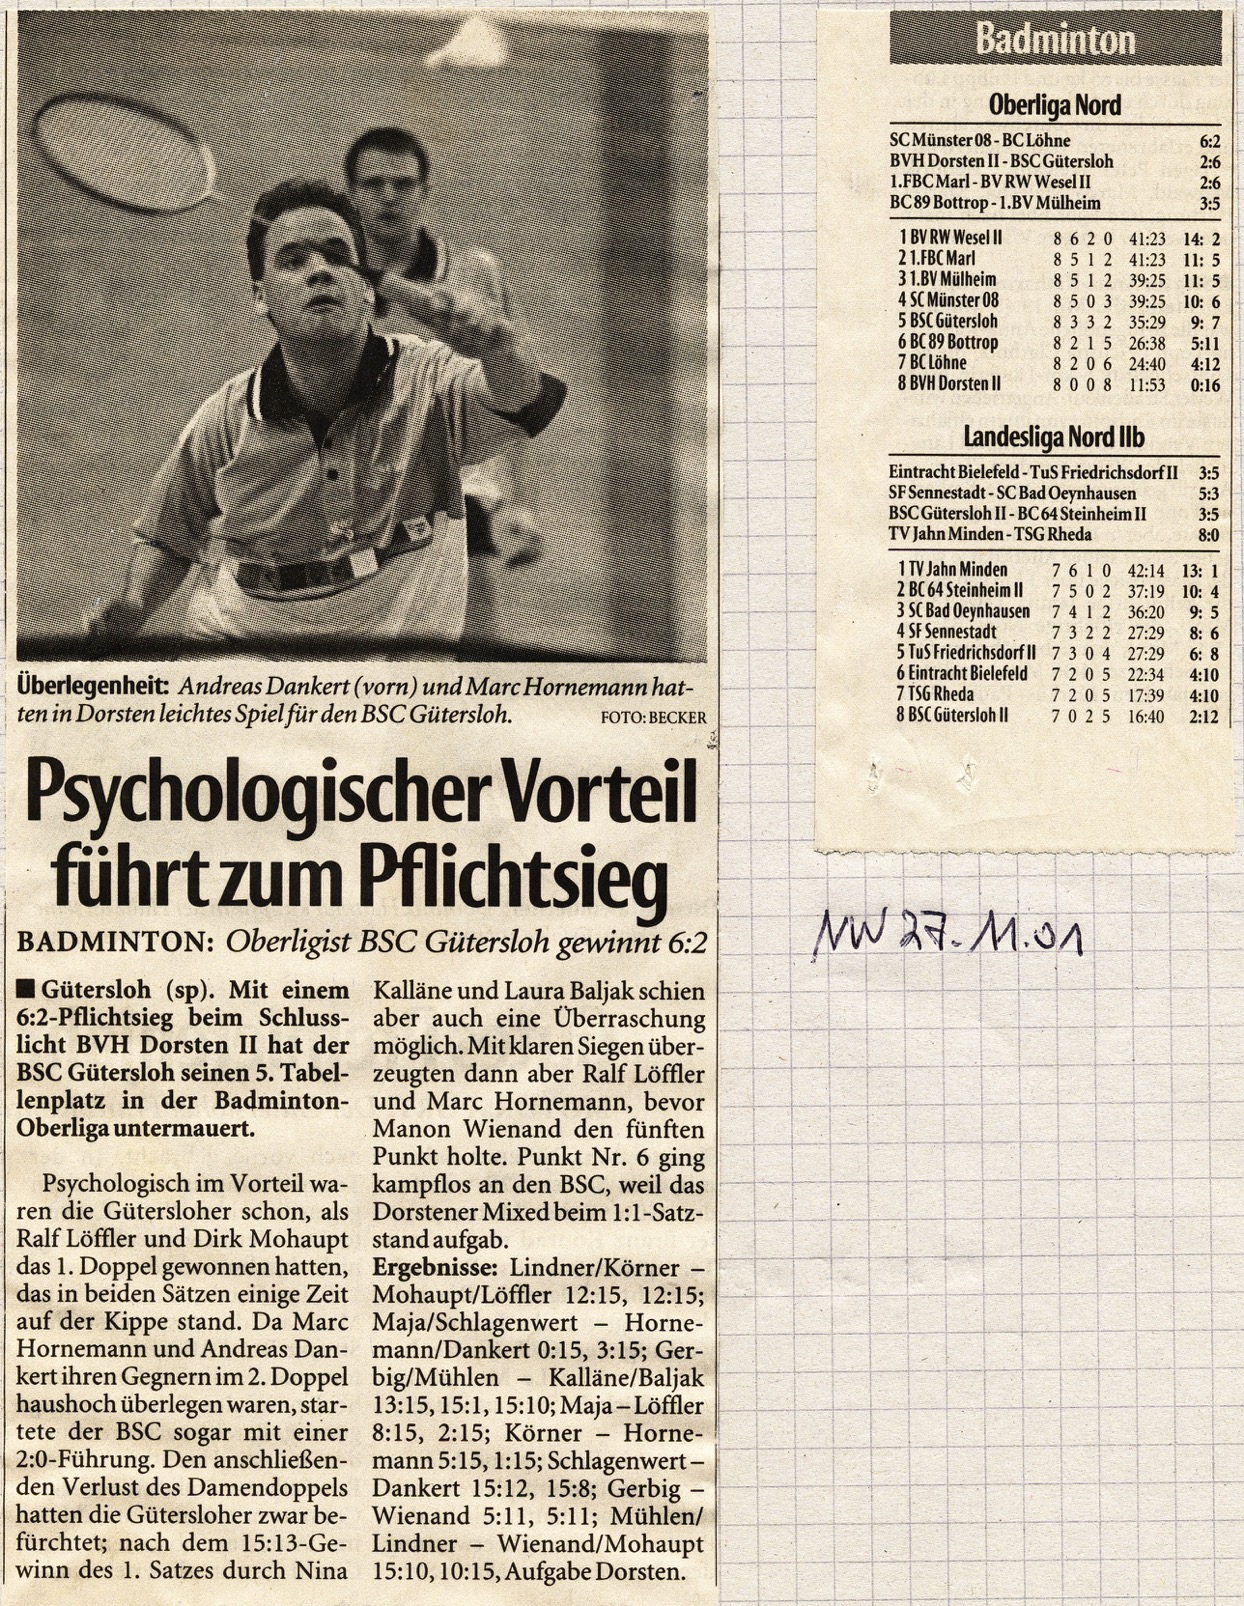 Überlegenheit: Andreas Dankert (vorn) und Marc Hornemann hat-
ten in Dorsten leichtes Spiel für den BSC Gütersloh.
FOTO: BECKER
Psychologischer Vorteil
führt zum Pflichtsieg
BADMINTON: Oberligist BSC Gütersloh gewinnt 6:2
■ Gütersloh (sp). Mit einem
6:2-Pflichtsieg beim Schluss-
licht BVH Dorsten II hat der
BSC Gütersloh seinen 5. Tabel-
lenplatz in der Badminton-
Oberliga untermauert.
Psychologisch im Vorteil wa-
ren die Gütersloher schon, als
Ralf Löffler und Dirk Mohaupt
das 1. Doppel gewonnen hatten,
das in beiden Sätzen einige Zeit
auf der Kippe stand. Da Marc
Hornemann und Andreas Dan-
kert ihren Gegnern im 2. Doppel
haushoch überlegen waren, star-
tete der BSC sogar mit einer
2:0-Führung. Den anschließen-
den Verlust des Damendoppels
hatten die Gütersloher zwar be-
fürchtet; nach dem 15:13-Ge-
winn des 1. Satzes durch Nina
Kalläne und Laura Baljak schien
aber auch eine Überraschung
möglich. Mit klaren Siegen über-
zeugten dann aber Ralf Löffler
und Marc Hornemann, bevor
Manon Wienand den fünften
Punkt holte. Punkt Nr. 6 ging
kampflos an den BSC, weil das
Dorstener Mixed beim 1:1-Satz-
stand aufgab.
Ergebnisse: Lindner/Körner –
Mohaupt/Löffler 12:15, 12:15;
Maja/Schlagenwert – Horne-
mann/Dankert 0:15, 3:15; Ger-
big/Mühlen – Kalläne/Baljak
13:15, 15:1, 15:10; Maja – Löffler
8:15, 2:15; Körner – Horne-
mann 5:15, 1:15; Schlagenwert –
Dankert 15:12, 15:8; Gerbig –
Wienand 5:11, 5:11; Mühlen/
Lindner – Wienand/Mohaupt
15:10, 10:15, Aufgabe Dorsten.
Badminton
Oberliga Nord
SC Münster 08 - BC Löhne 6:2
BVH Dorsten II - BSC Gütersloh 2:6
1.FBC Marl - BV RW Wesel II 2:6
BC 89 Bottrop - 1.BV Mülheim 3:5
1 BV RW Wesel II 8 6 2 0 41:23 14: 2
2 1.FBC Marl 8 5 1 2 41:23 11: 5
3 1.BV Mülheim 8 5 1 2 39:25 11: 5
4 SC Münster 08 8 5 0 3 39:25 10: 6
5 BSC Gütersloh 8 3 3 2 35:29 9: 7
6 BC 89 Bottrop 8 2 1 5 26:38 5:11
7 BC Löhne 8 2 0 6 24:40 4:12
8 BVH Dorsten II 8 0 0 8 11:53 0:16
Landesliga Nord IIb
Eintracht Bielefeld - TuS Friedrichsdorf II 3:5
SF Sennestadt - SC Bad Oeynhausen 5:3
BSC Gütersloh II - BC 64 Steinheim II 3:5
TV Jahn Minden - TSG Rheda 8:0
1 TV Jahn Minden 7 6 1 0 42:14 13: 1
2 BC 64 Steinheim II 7 5 0 2 37:19 10: 4
3 SC Bad Oeynhausen 7 4 1 2 36:20 9: 5
4 SF Sennestadt 7 3 2 2 27:29 8: 6
5 TuS Friedrichsdorf II 7 3 0 4 27:29 6: 8
6 Eintracht Bielefeld 7 2 0 5 22:34 4:10
7 TSG Rheda 7 2 0 5 17:39 4:10
8 BSC Gütersloh II 7 0 2 5 16:40 2:12
NW 27.11.01